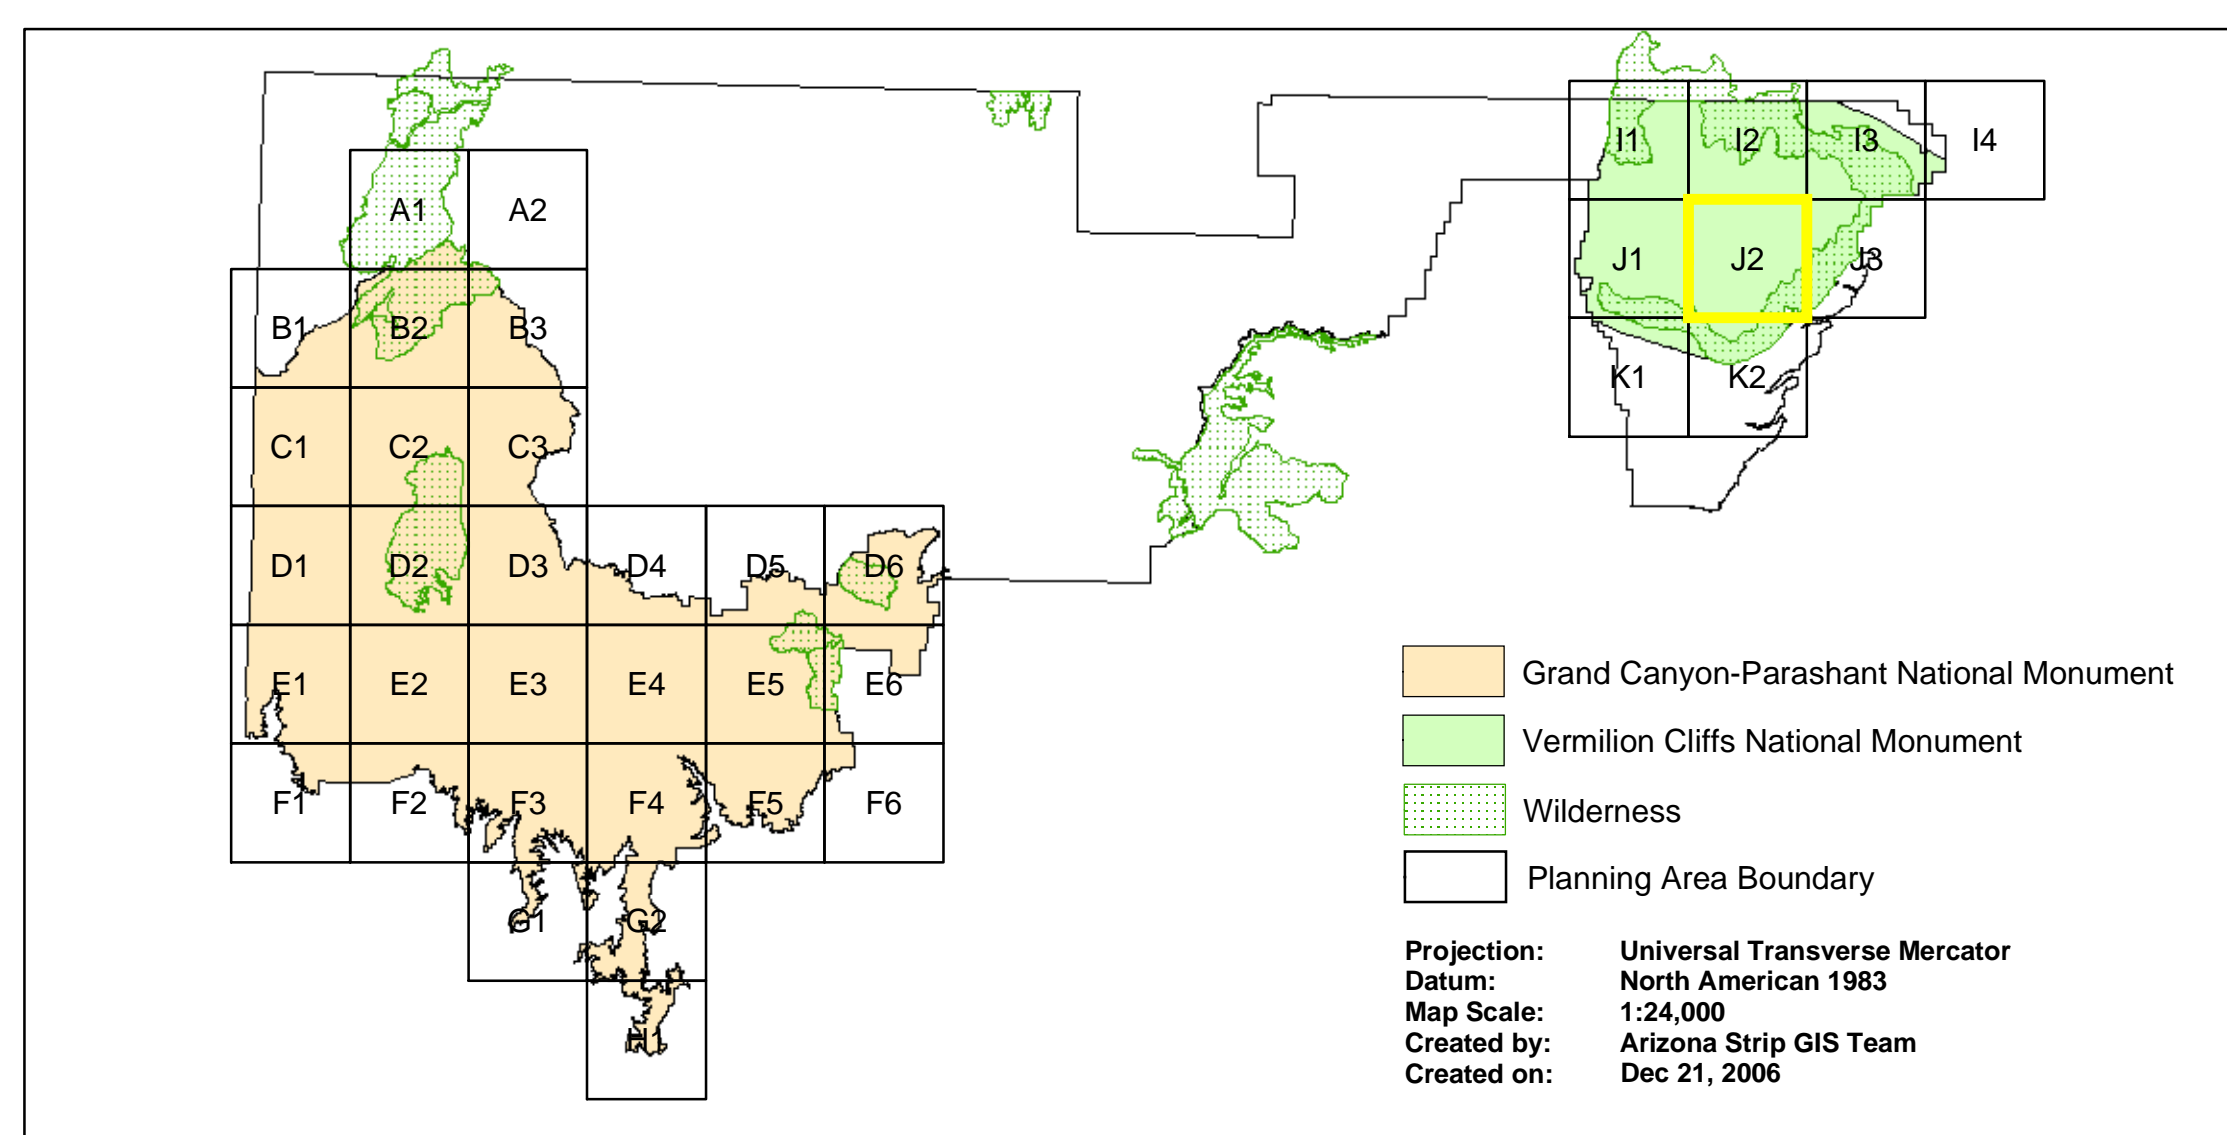 I1 I2 I3 I4
A1 A2
J1 J2 J3
B1 B2 B3
K1 K2
C1 C2 C3
D1 D2 D3 D4 D5 D6
E1 E2 E3 E4 E5 E6
F1 F2 F3 F4 F5 F6
G1 G2
H1
Grand Canyon-Parashant National Monument
Vermilion Cliffs National Monument
Wilderness
Planning Area Boundary
Projection: Universal Transverse Mercator
Datum: North American 1983
Map Scale: 1:24,000
Created by: Arizona Strip GIS Team
Created on: Dec 21, 2006